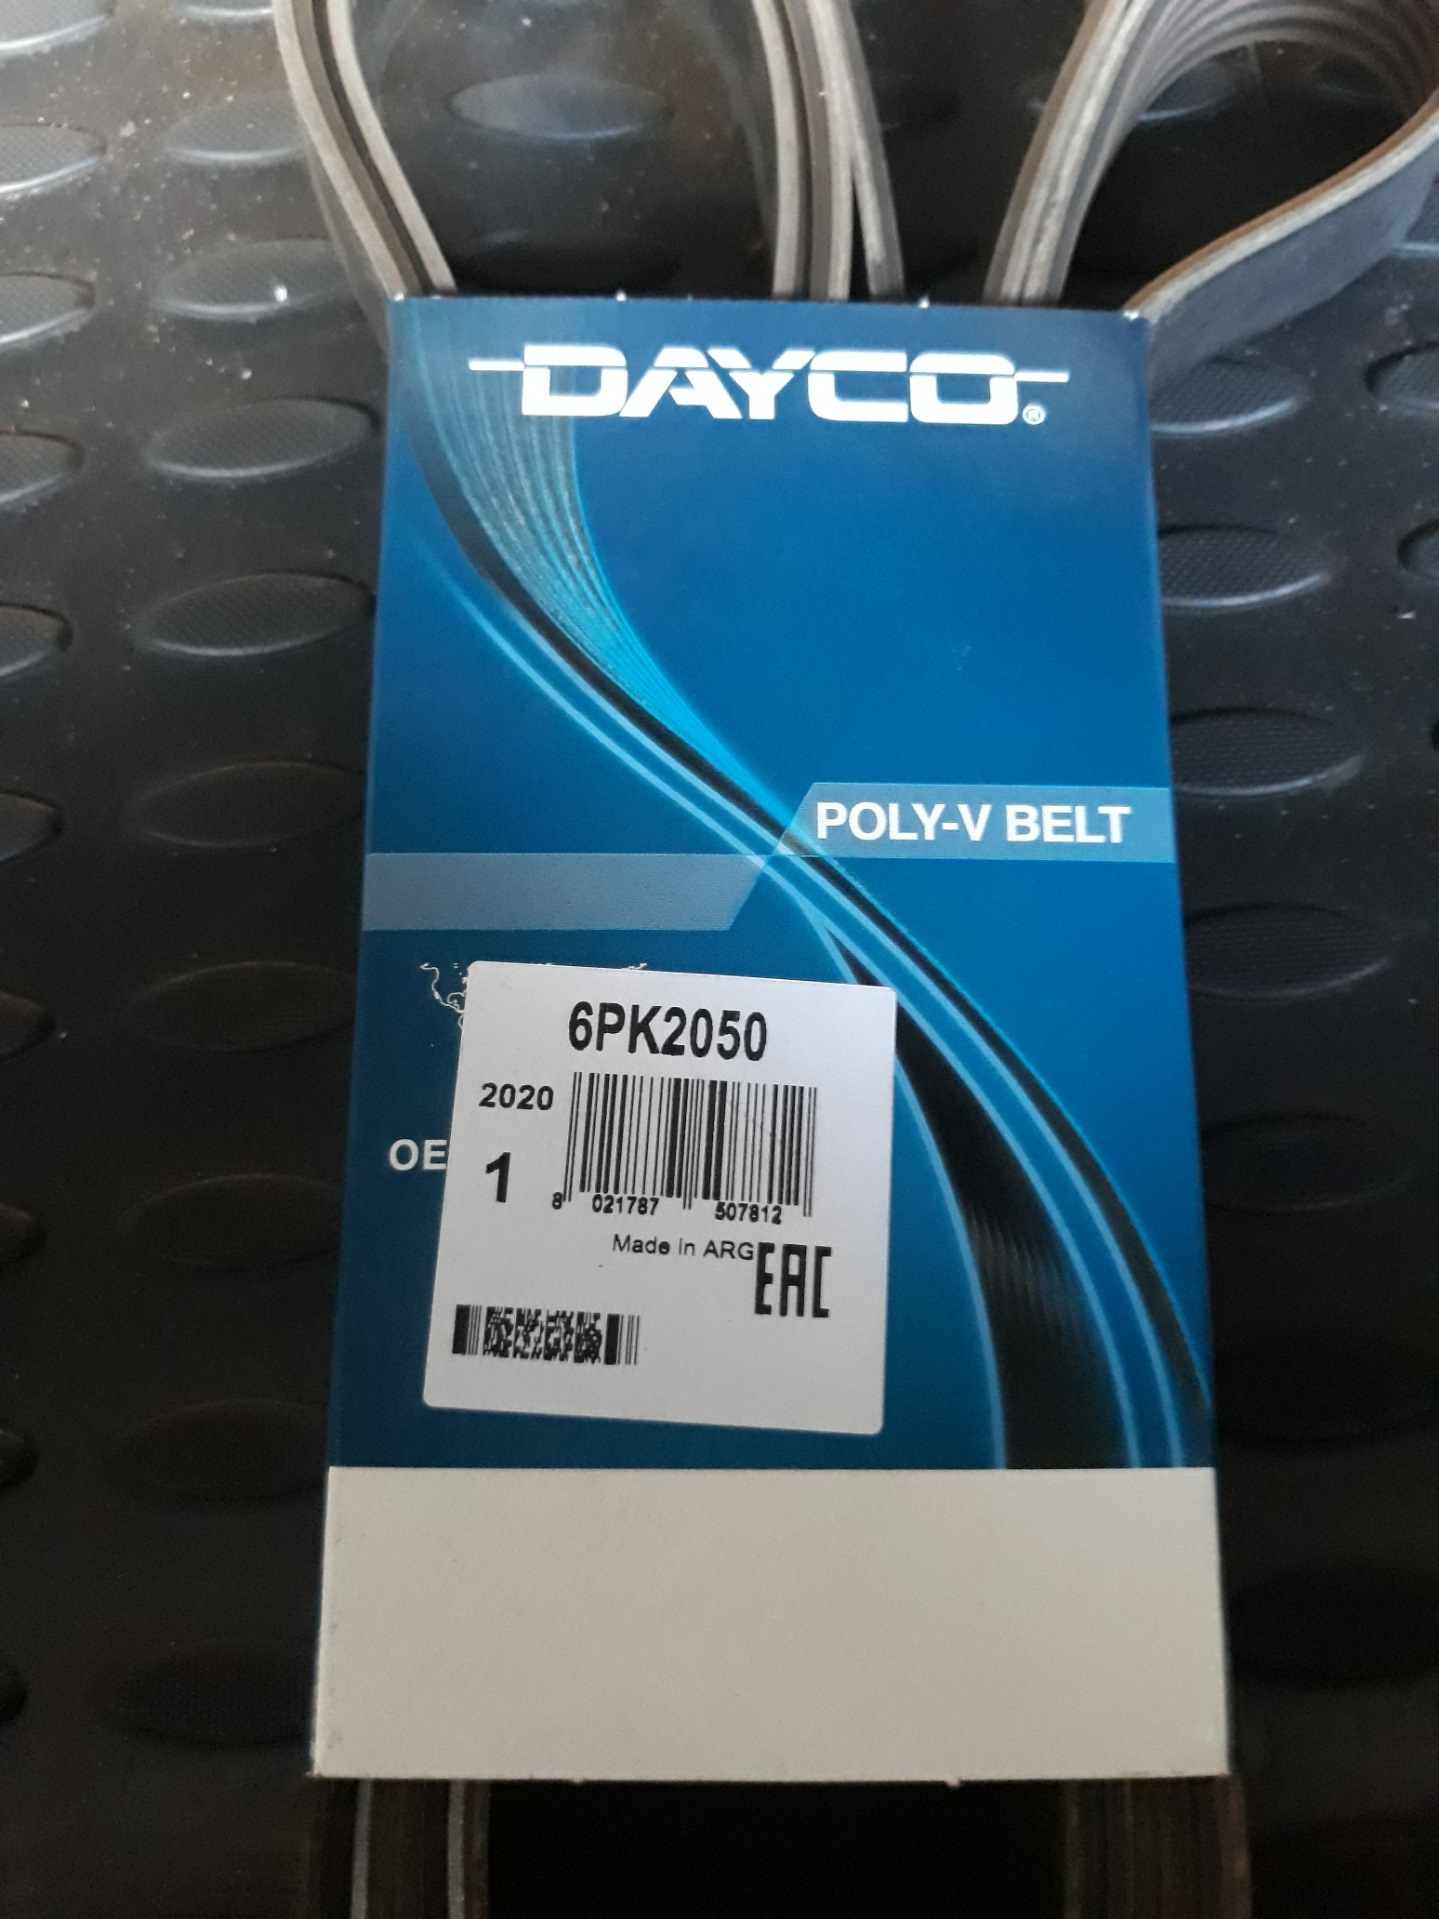 DAYCO®
POLY-V BELT
6PK2050
2020
OE
1
8 021787 507812
Made in ARG
EAC